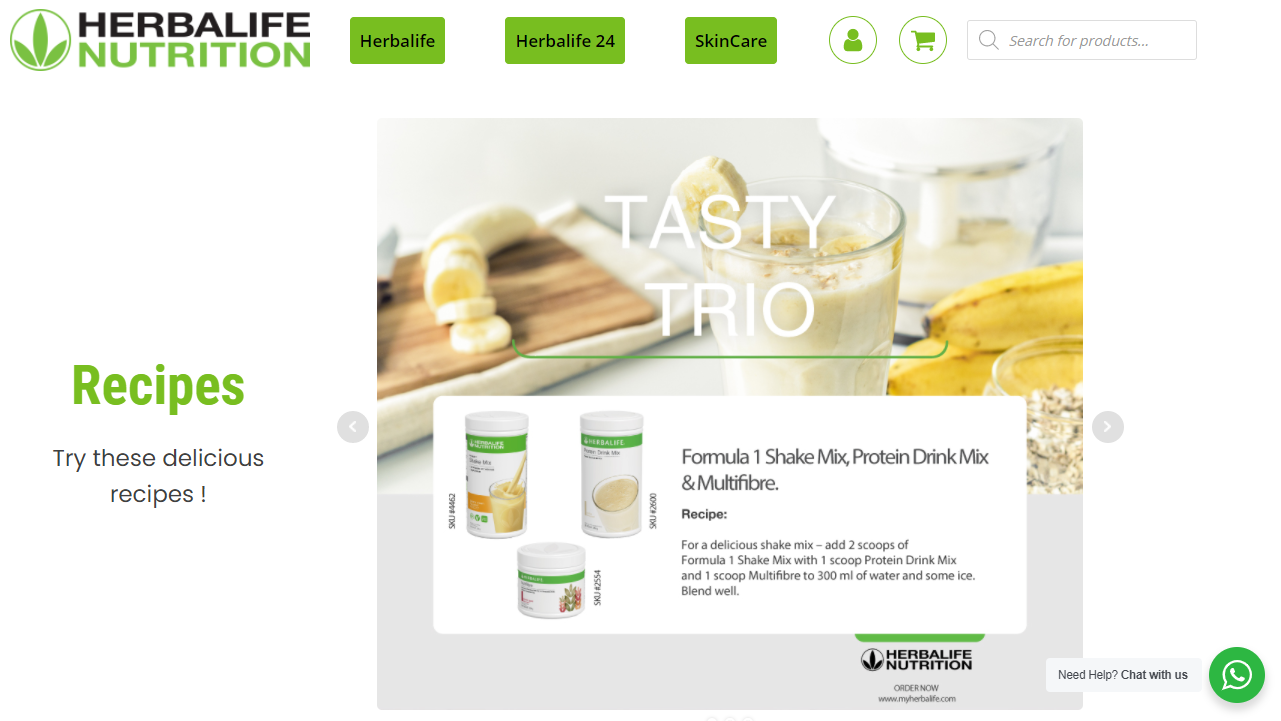 HERBALIFE
NUTRITION
Herbalife
Herbalife 24
SkinCare
Search for products...
TASTY
TRIO
Recipes
Try these delicious
recipes !
HERBALIFE
NUTRITION
Shake Mix
SKU #4462
HERBALIFE
Protein Drink Mix
SKU #2600
HERBALIFE
SKU #2554
Formula 1 Shake Mix, Protein Drink Mix
& Multifibre.
Recipe:
For a delicious shake mix – add 2 scoops of
Formula 1 Shake Mix with 1 scoop Protein Drink Mix
and 1 scoop Multifibre to 300 ml of water and some ice.
Blend well.
HERBALIFE
NUTRITION
ORDER NOW
www.myherbalife.com
Need Help? Chat with us